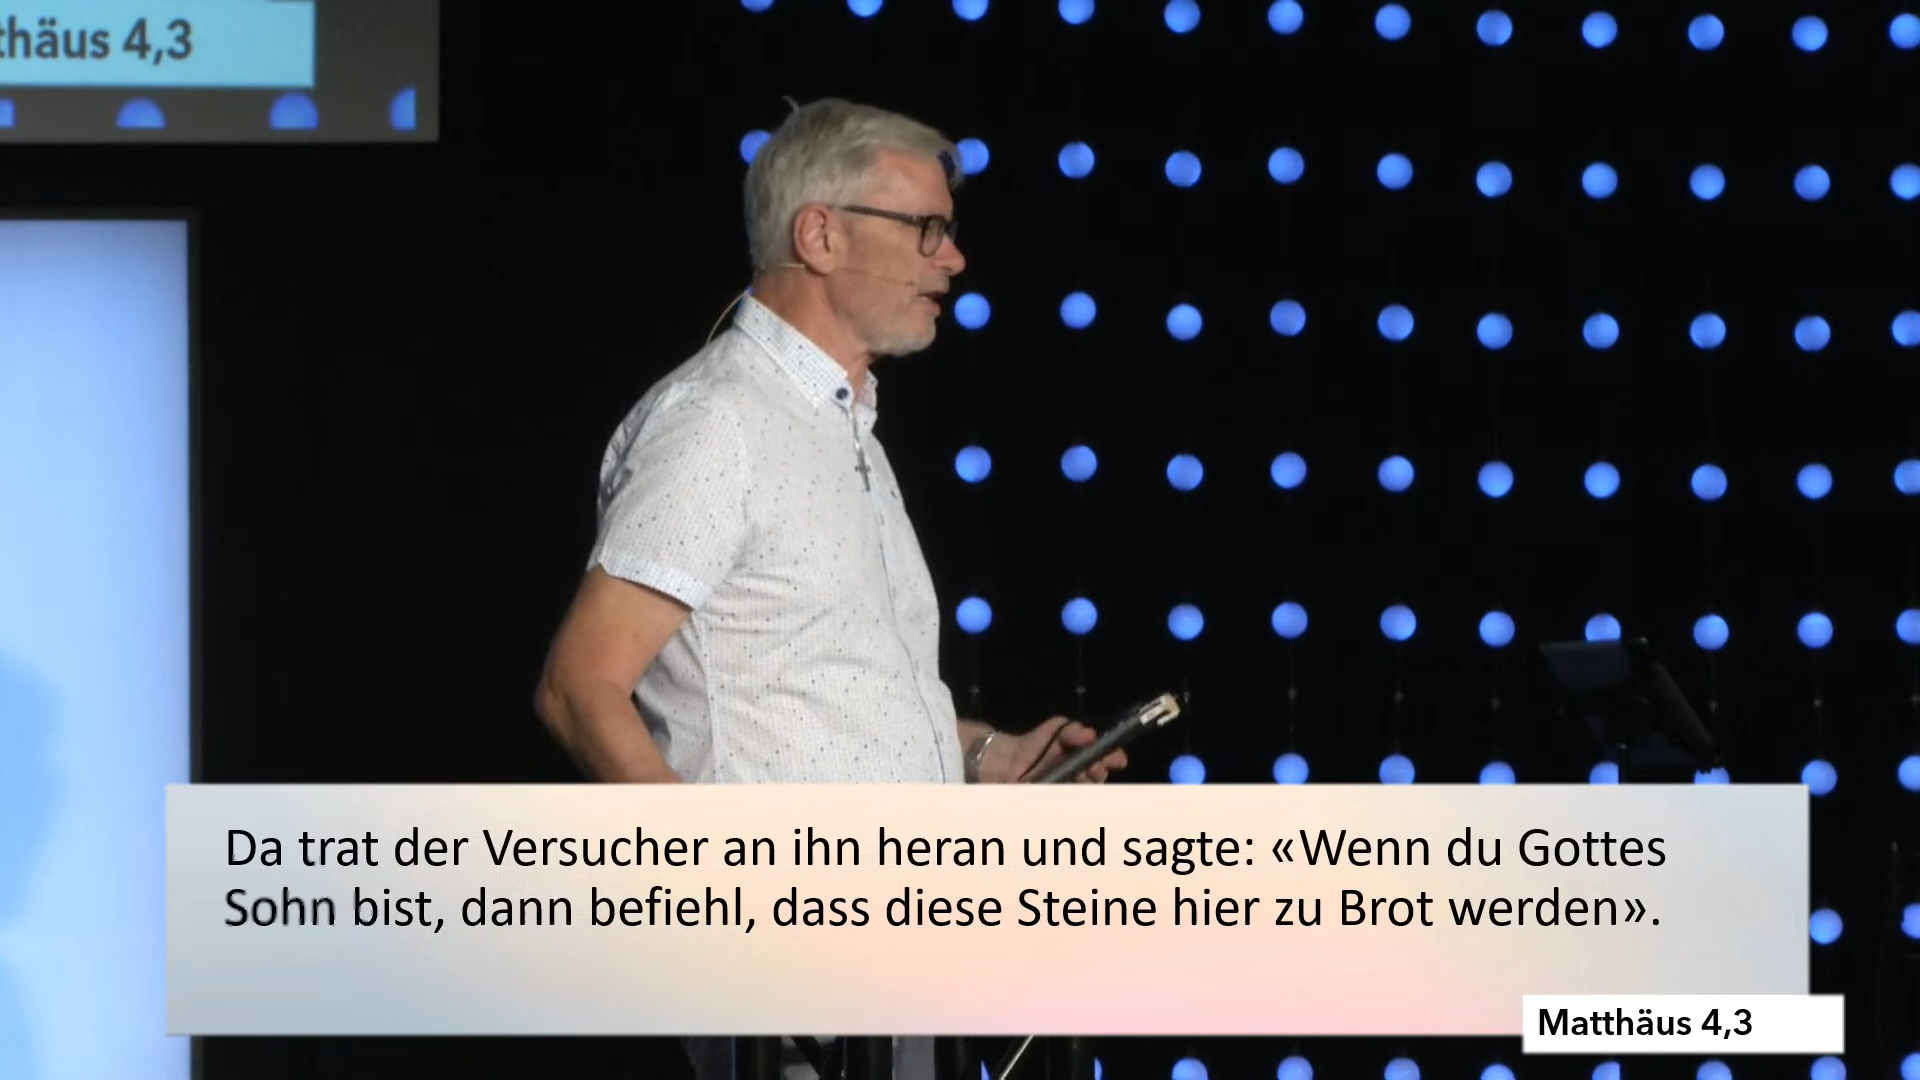 thäus 4,3
Da trat der Versucher an ihn heran und sagte: «Wenn du Gottes
Sohn bist, dann befiehl, dass diese Steine hier zu Brot werden».
Matthäus 4,3